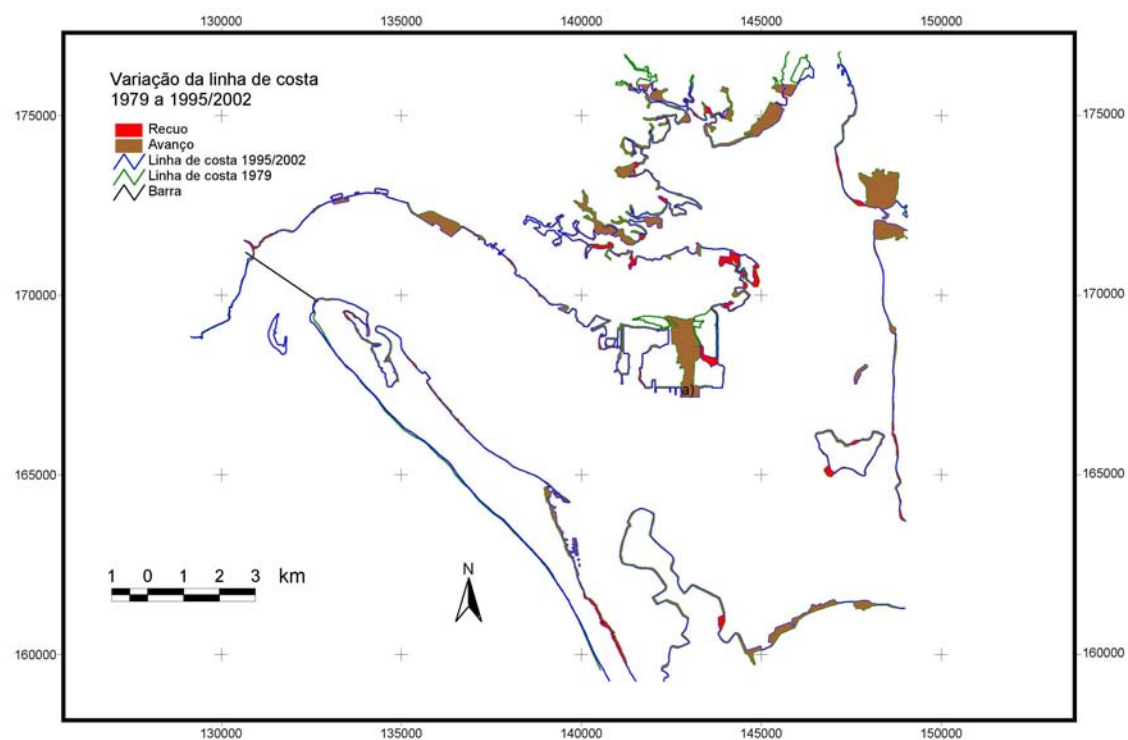 130000 135000 140000 145000 150000
Variação da linha de costa
1979 a 1995/2002
Recuo
Avanço
Linha de costa 1995/2002
Linha de costa 1979
Barra
175000 175000
170000 170000
165000 165000
160000 160000
1 0 1 2 3 km
N
130000 135000 140000 145000 150000